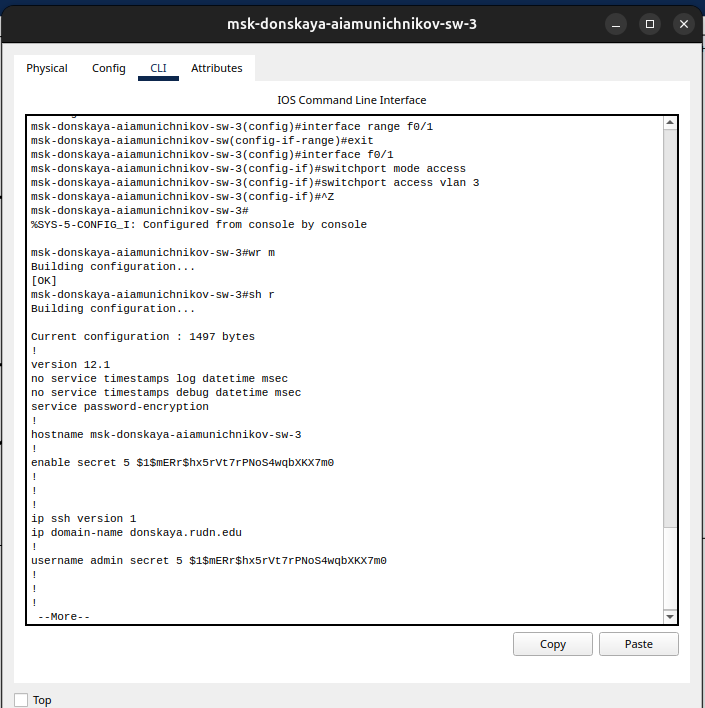 msk-donskaya-aiamunichnikov-sw-3
Physical Config CLI Attributes
IOS Command Line Interface
msk-donskaya-aiamunichnikov-sw-3(config)#interface range f0/1
msk-donskaya-aiamunichnikov-sw(config-if-range)#exit
msk-donskaya-aiamunichnikov-sw-3(config)#interface f0/1
msk-donskaya-aiamunichnikov-sw-3(config-if)#switchport mode access
msk-donskaya-aiamunichnikov-sw-3(config-if)#switchport access vlan 3
msk-donskaya-aiamunichnikov-sw-3(config-if)#^Z
msk-donskaya-aiamunichnikov-sw-3#
%SYS-5-CONFIG_I: Configured from console by console
msk-donskaya-aiamunichnikov-sw-3#wr m
Building configuration...
[OK]
msk-donskaya-aiamunichnikov-sw-3#sh r
Building configuration...
Current configuration : 1497 bytes
!
version 12.1
no service timestamps log datetime msec
no service timestamps debug datetime msec
service password-encryption
!
hostname msk-donskaya-aiamunichnikov-sw-3
!
enable secret 5 $1$mERr$hx5rVt7rPNoS4wqbXKX7m0
!
!
!
ip ssh version 1
ip domain-name donskaya.rudn.edu
!
username admin secret 5 $1$mERr$hx5rVt7rPNoS4wqbXKX7m0
!
!
!
--More--
Copy Paste
Top